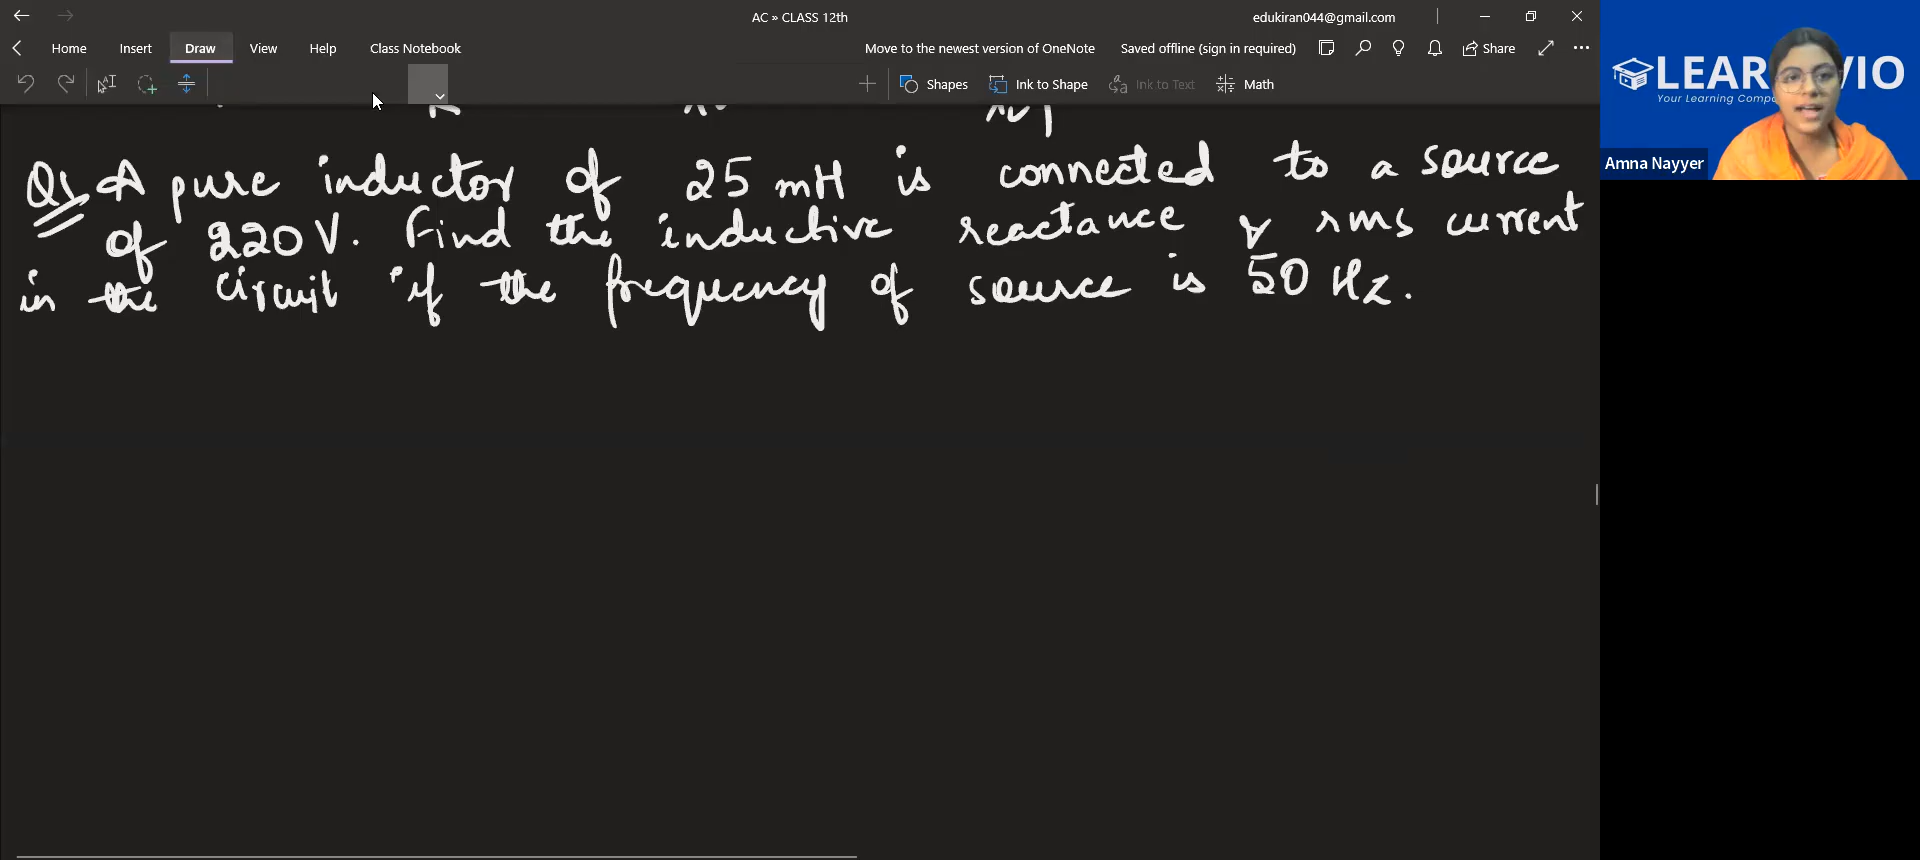 AC » CLASS 12th
edukiran044@gmail.com
Home Insert Draw View Help Class Notebook
Move to the newest version of OneNote Saved offline (sign in required) Share
Shapes Ink to Shape Ink to Text Math
LEAR VIO
Your Learning Comp
Amna Nayyer
Q1 A pure inductor of 25 mH is connected to a source
of 220 V. Find the inductive reactance & rms current
in the circuit if the frequency of source is 50 Hz.